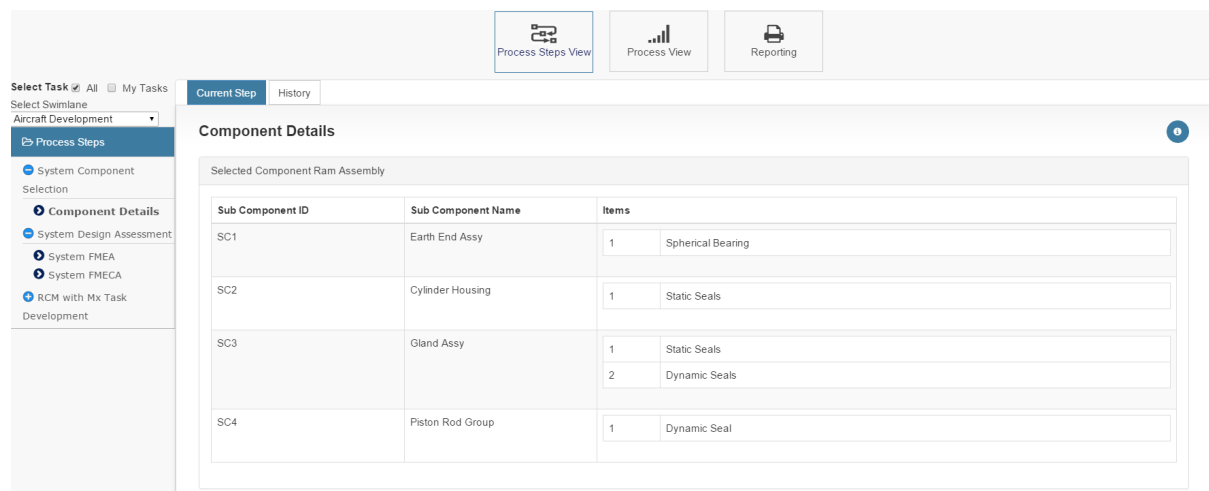 Process Steps View
Process View
Reporting
Select Task All My Tasks
Select Swimlane
Aircraft Development
Process Steps
System Component
Selection
Component Details
System Design Assessment
System FMEA
System FMECA
RCM with Mx Task
Development
Current Step History
Component Details
Selected Component Ram Assembly
Sub Component ID Sub Component Name Items
SC1 Earth End Assy 1 Spherical Bearing
SC2 Cylinder Housing 1 Static Seals
SC3 Gland Assy 1 Static Seals
2 Dynamic Seals
SC4 Piston Rod Group 1 Dynamic Seal